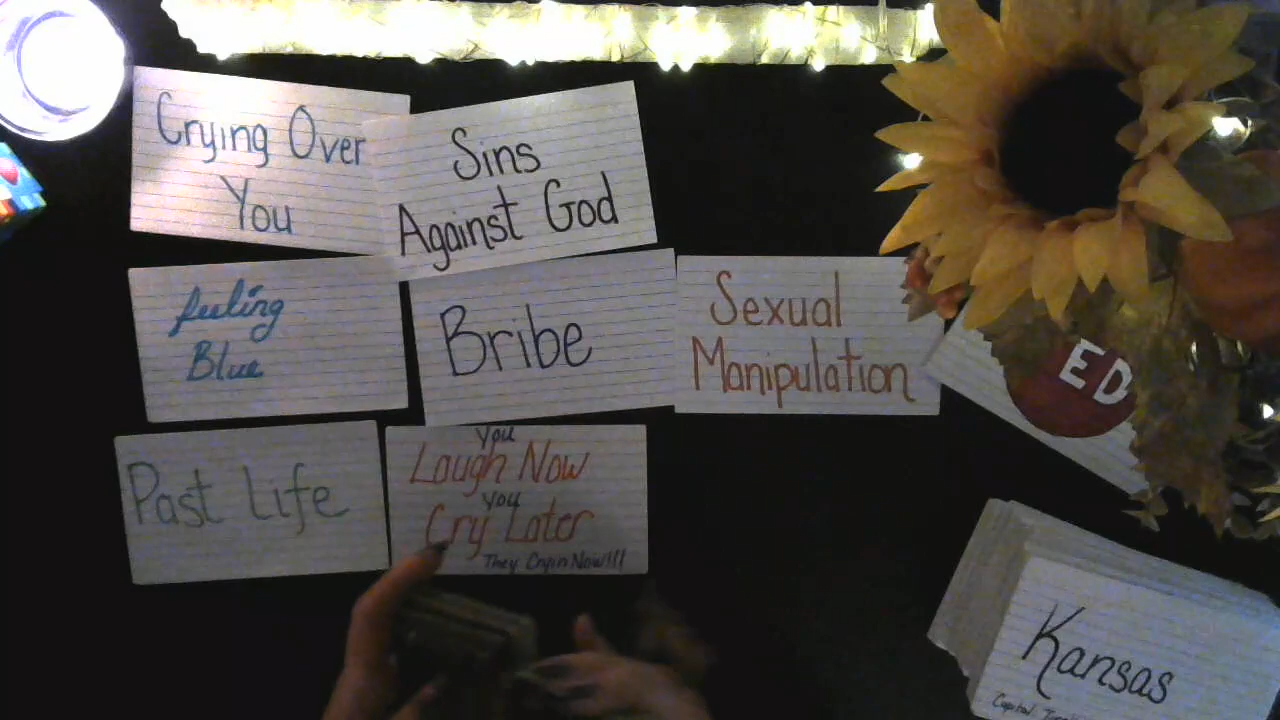 Crying Over
You
Sins
Against God
feeling
Blue
Bribe
Sexual
Manipulation
ED
Past Life
You
Laugh Now
you
Cry Later
They Cryin Now!!!
Kansas